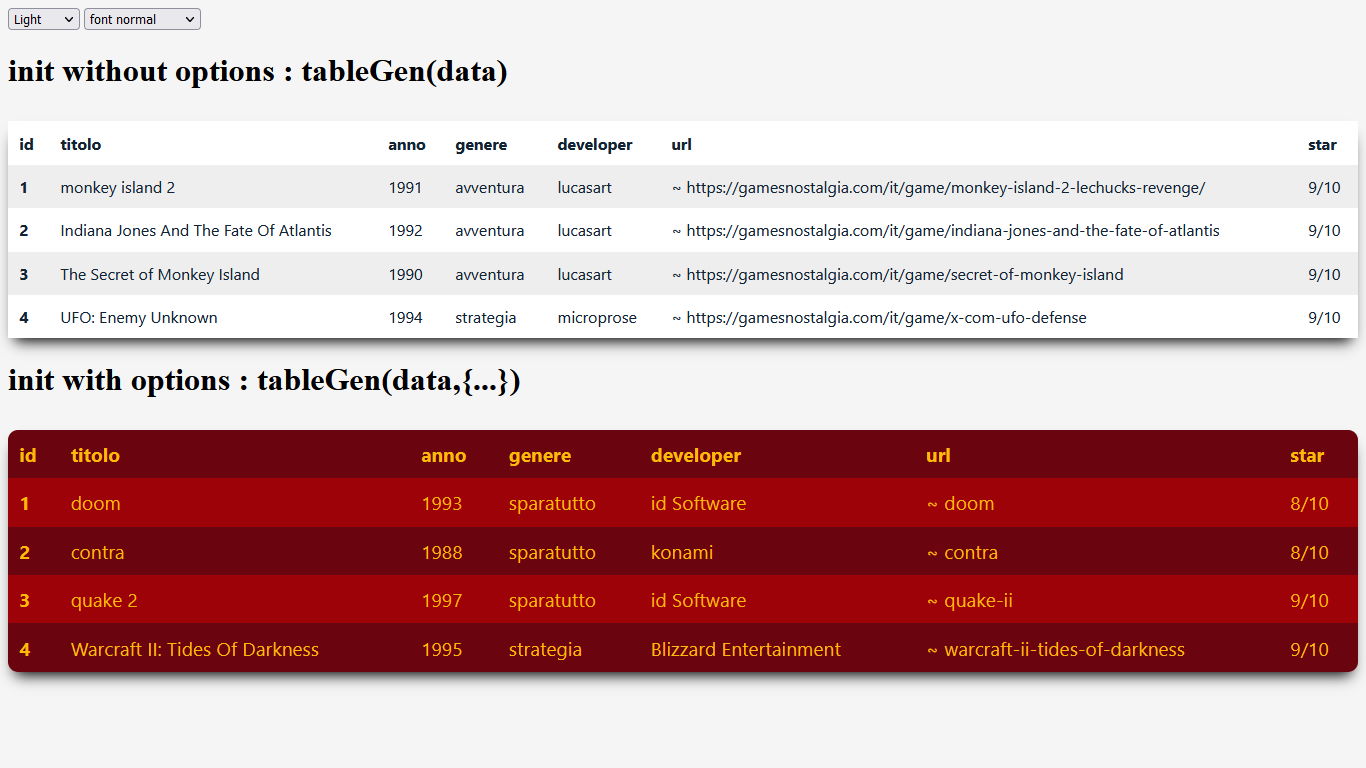 Light font normal
init without options : tableGen(data)
id titolo anno genere developer url star
1 monkey island 2 1991 avventura lucasart ~ https://gamesnostalgia.com/it/game/monkey-island-2-lechucks-revenge/ 9/10
2 Indiana Jones And The Fate Of Atlantis 1992 avventura lucasart ~ https://gamesnostalgia.com/it/game/indiana-jones-and-the-fate-of-atlantis 9/10
3 The Secret of Monkey Island 1990 avventura lucasart ~ https://gamesnostalgia.com/it/game/secret-of-monkey-island 9/10
4 UFO: Enemy Unknown 1994 strategia microprose ~ https://gamesnostalgia.com/it/game/x-com-ufo-defense 9/10
init with options : tableGen(data,{...})
id titolo anno genere developer url star
1 doom 1993 sparatutto id Software ~ doom 8/10
2 contra 1988 sparatutto konami ~ contra 8/10
3 quake 2 1997 sparatutto id Software ~ quake-ii 9/10
4 Warcraft II: Tides Of Darkness 1995 strategia Blizzard Entertainment ~ warcraft-ii-tides-of-darkness 9/10